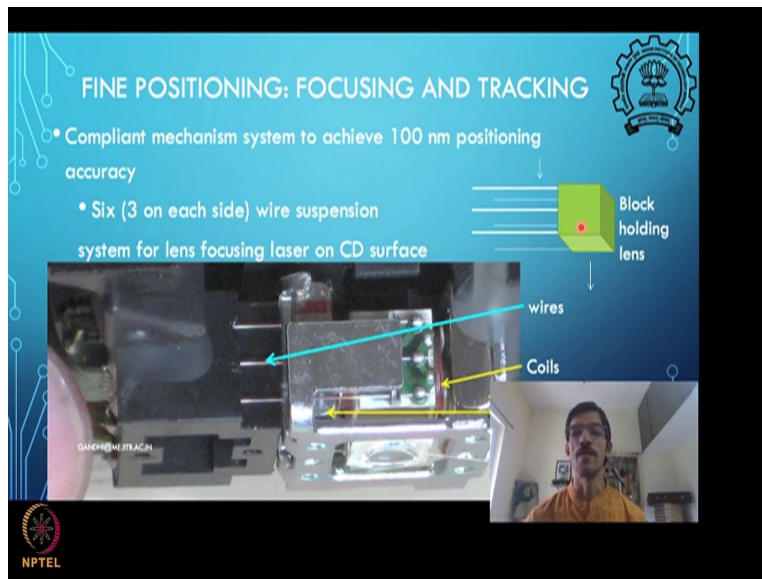 FINE POSITIONING: FOCUSING AND TRACKING
• Compliant mechanism system to achieve 100 nm positioning
accuracy
• Six (3 on each side) wire suspension
system for lens focusing laser on CD surface
Block
holding
lens
wires
Coils
GANDHI@ME.IITB.AC.IN
NPTEL